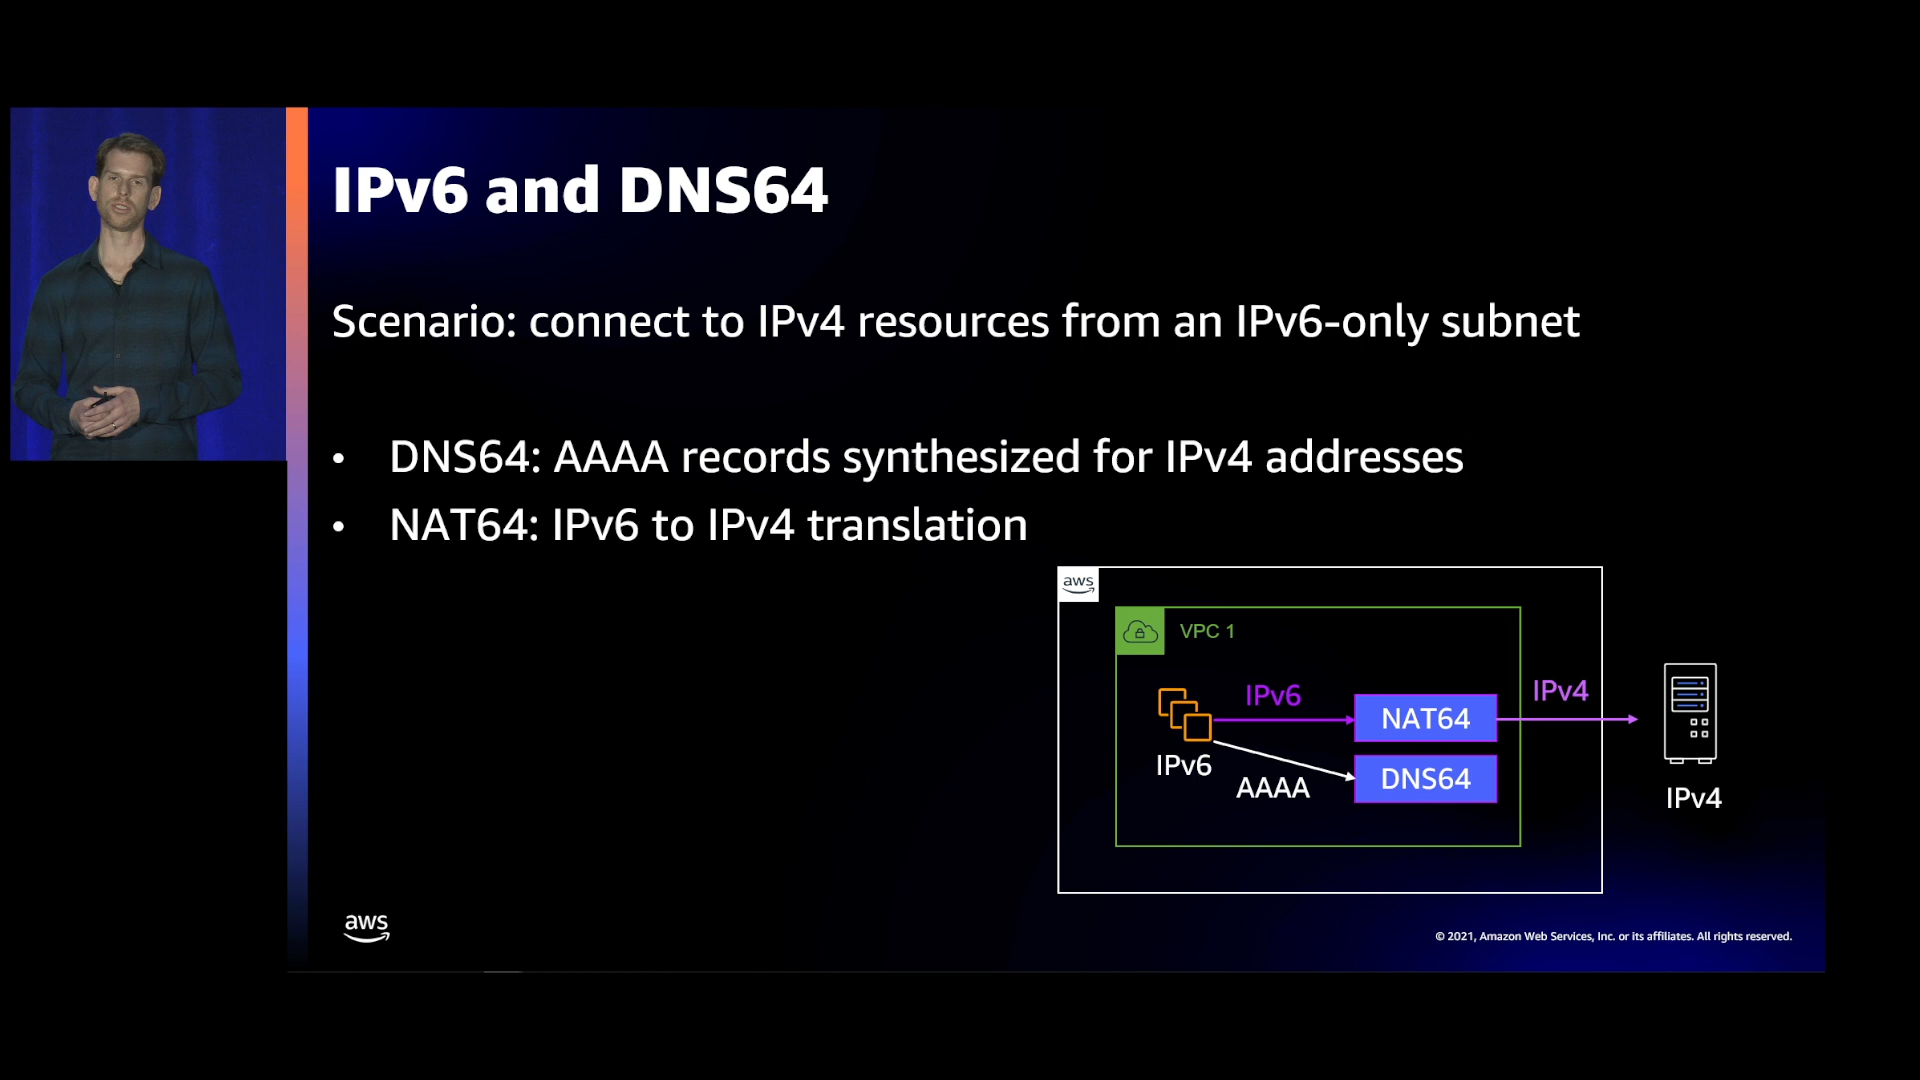 IPv6 and DNS64
Scenario: connect to IPv4 resources from an IPv6-only subnet
• DNS64: AAAA records synthesized for IPv4 addresses
• NAT64: IPv6 to IPv4 translation
aws
VPC 1
IPv6
NAT64
IPv4
IPv6
AAAA
DNS64
IPv4
aws
© 2021, Amazon Web Services, Inc. or its affiliates. All rights reserved.